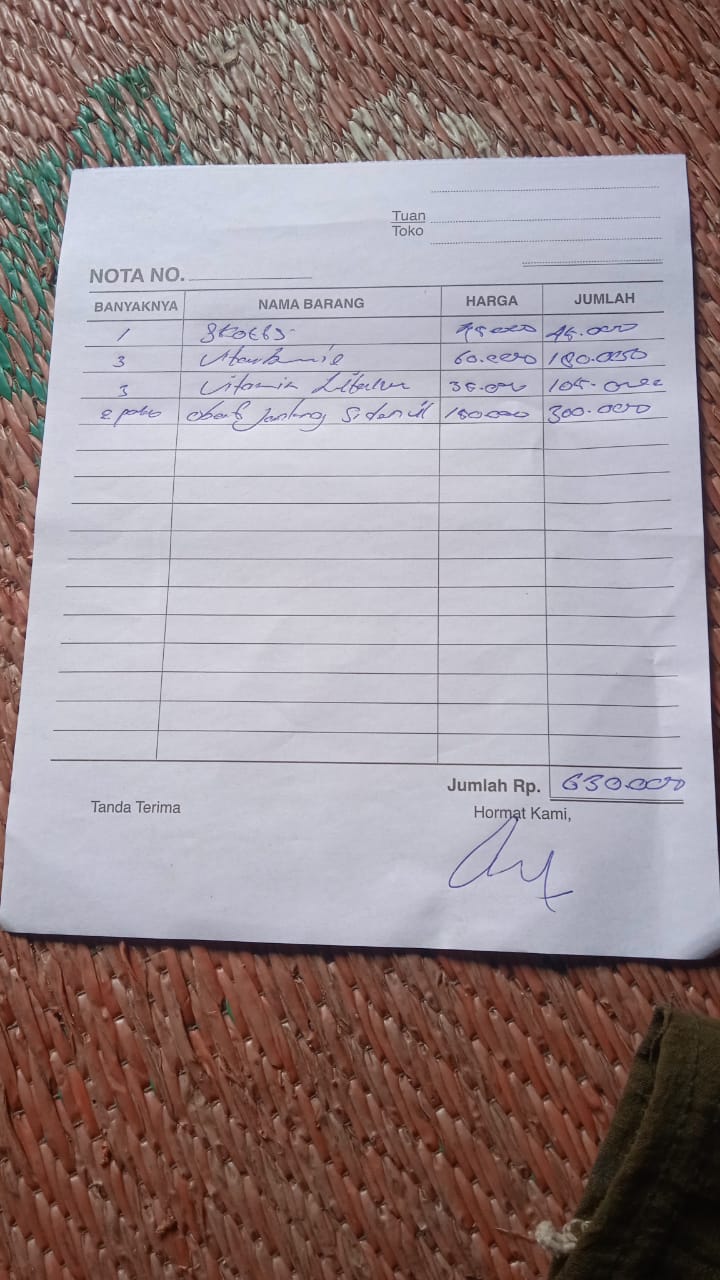 Tuan
Toko
NOTA NO.
BANYAKNYA NAMA BARANG HARGA JUMLAH
1 45.000 45.000
3 60.000 180.000
3 Vitamin 35.000 105.000
2 obat Jantung 150000 300.000
Jumlah Rp. 630.000
Tanda Terima Hormat Kami,